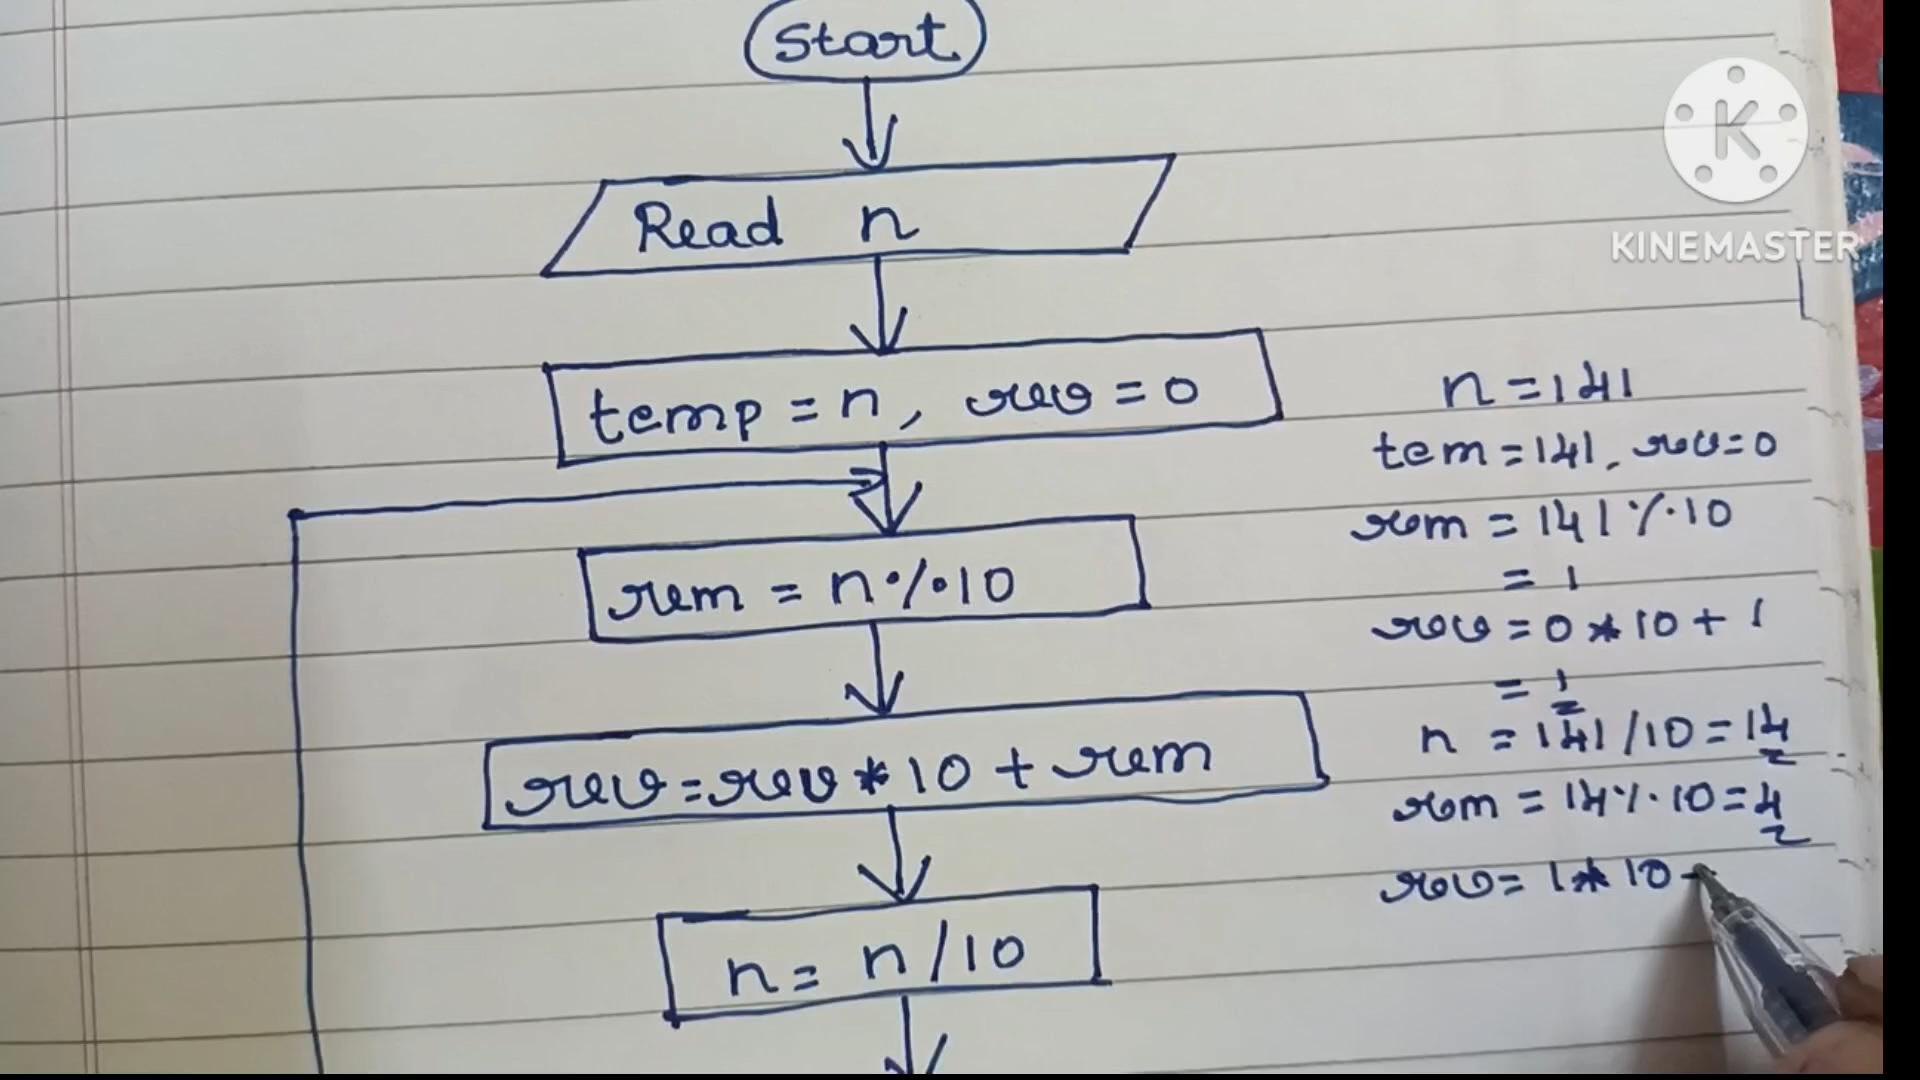 Start
Read n
temp = n, rev = 0
rem = n % 10
rev = rev * 10 + rem
n = n / 10
KINEMASTER
n = 141
tem = 141, rev = 0
rem = 141 % 10
= 1
rev = 0 * 10 + 1
= 1
n = 141 / 10 = 14
rem = 14 % 10 = 4
rev = 1 * 10 +